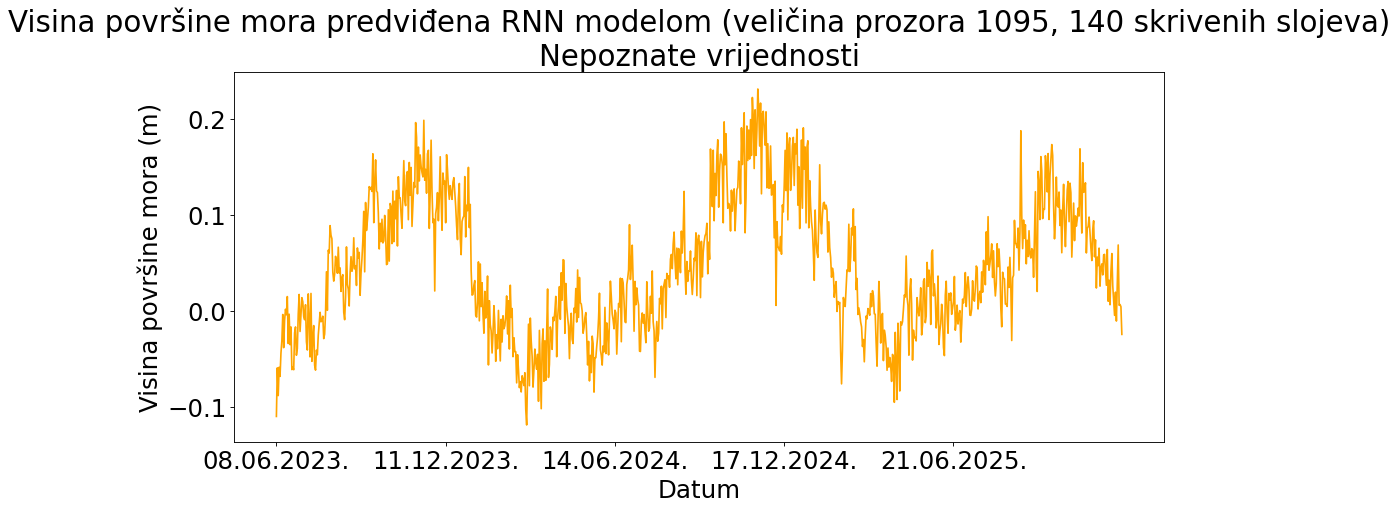 Visina površine mora predviđena RNN modelom (veličina prozora 1095, 140 skrivenih slojeva)
Nepoznate vrijednosti
Visina površine mora (m)
0.2
0.1
0.0
−0.1
08.06.2023. 11.12.2023. 14.06.2024. 17.12.2024. 21.06.2025.
Datum